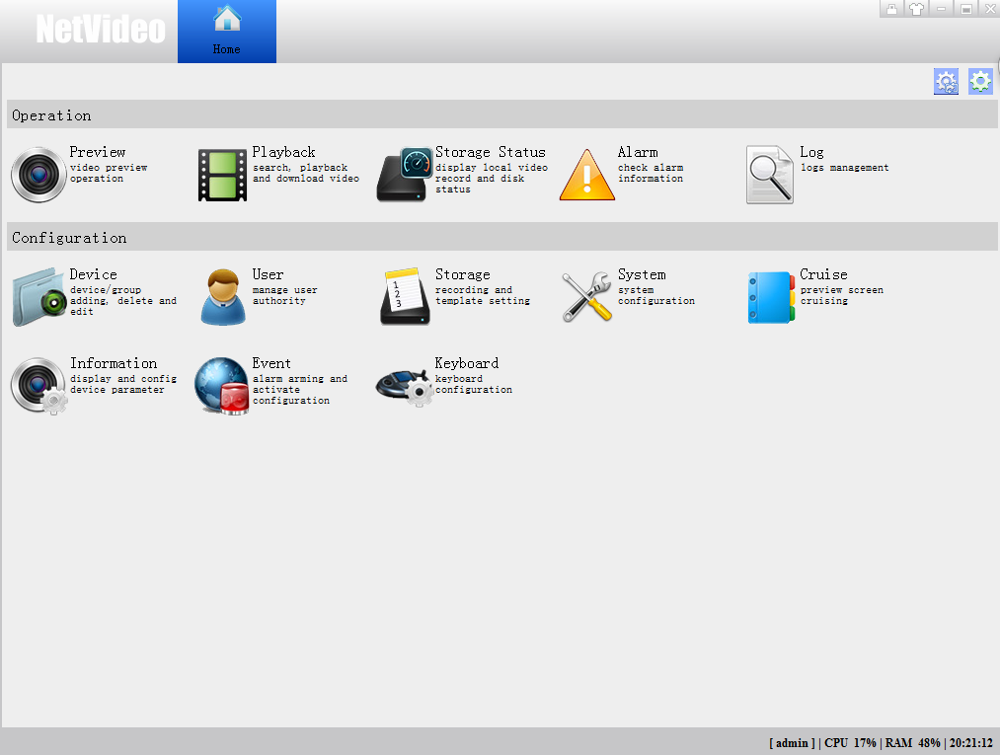 NetVideo
Home
Operation
Preview
video preview
operation
Playback
search, playback
and download video
Storage Status
display local video
record and disk
status
Alarm
check alarm
information
Log
logs management
Configuration
Device
device/group
adding, delete and
edit
User
manage user
authority
Storage
1
2
3
recording and
template setting
System
system
configuration
Cruise
preview screen
cruising
Information
display and config
device parameter
Event
alarm arming and
activate
configuration
Keyboard
keyboard
configuration
[ admin ] | CPU 17% | RAM 48% | 20:21:12